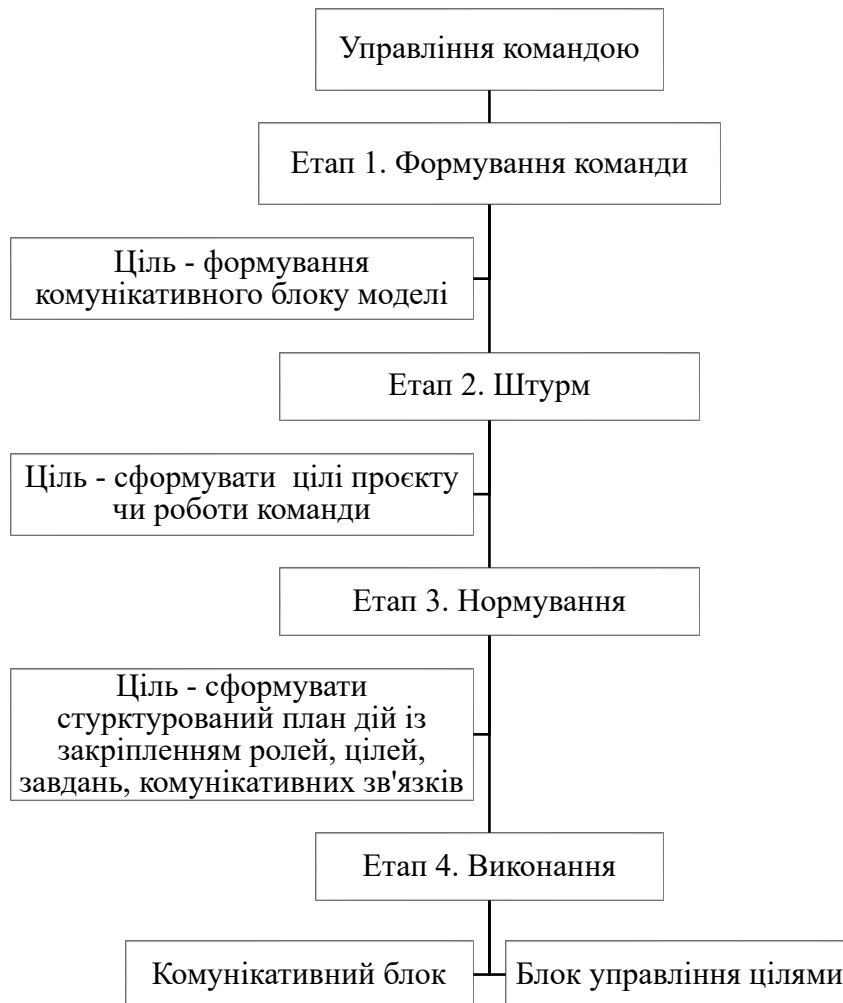 Управління командою
Етап 1. Формування команди
Ціль - формування
комунікативного блоку моделі
Етап 2. Штурм
Ціль - сформувати  цілі проєкту
чи роботи команди
Етап 3. Нормування
Ціль - сформувати
стурктурований план дій із
закріпленням ролей, цілей,
завдань, комунікативних зв'язків
Етап 4. Виконання
Комунікативний блок
Блок управління цілями